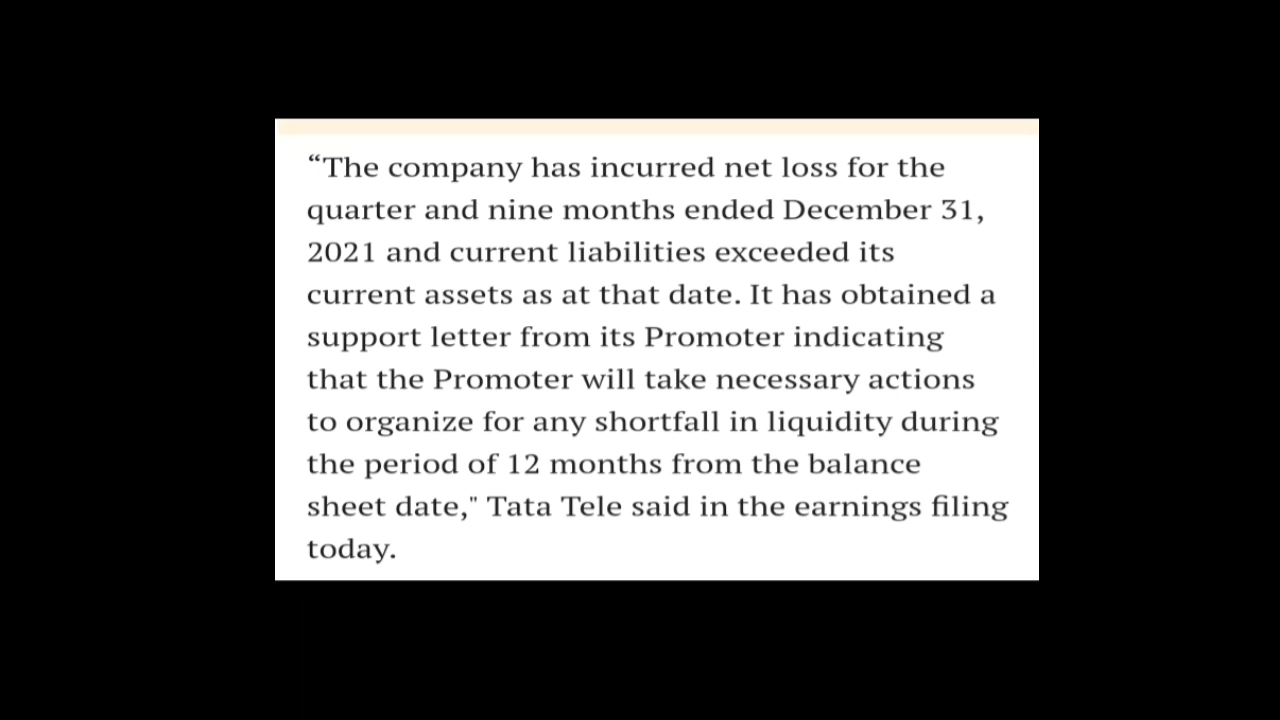 “The company has incurred net loss for the
quarter and nine months ended December 31,
2021 and current liabilities exceeded its
current assets as at that date. It has obtained a
support letter from its Promoter indicating
that the Promoter will take necessary actions
to organize for any shortfall in liquidity during
the period of 12 months from the balance
sheet date," Tata Tele said in the earnings filing
today.